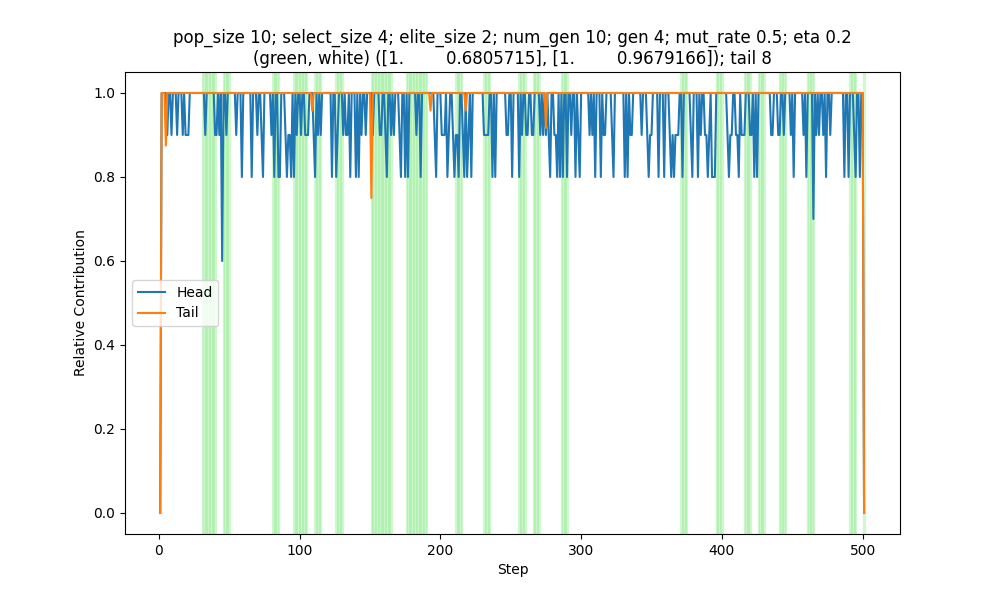 pop_size 10; select_size 4; elite_size 2; num_gen 10; gen 4; mut_rate 0.5; eta 0.2
(green, white) ([1.        0.6805715], [1.        0.9679166]); tail 8
1.0
0.8
0.6
0.4
0.2
0.0
Relative Contribution
Head
Tail
0
100
200
300
400
500
Step